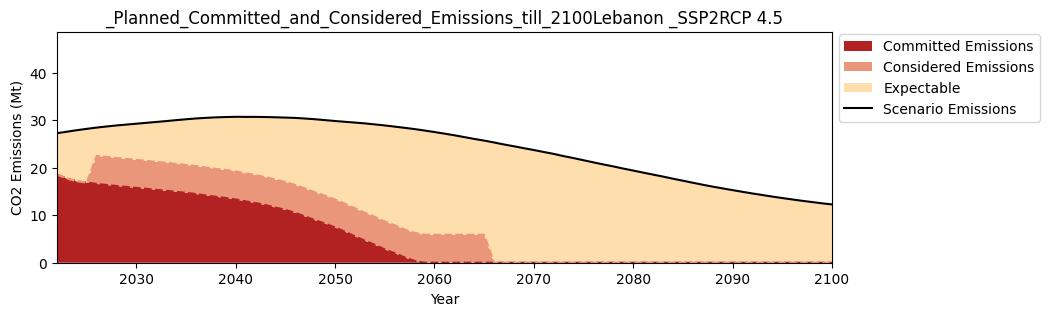 _Planned_Committed_and_Considered_Emissions_till_2100Lebanon _SSP2RCP 4.5
CO2 Emissions (Mt)
40
30
20
10
0
2030 2040 2050 2060 2070 2080 2090 2100
Year
Committed Emissions
Considered Emissions
Expectable
Scenario Emissions